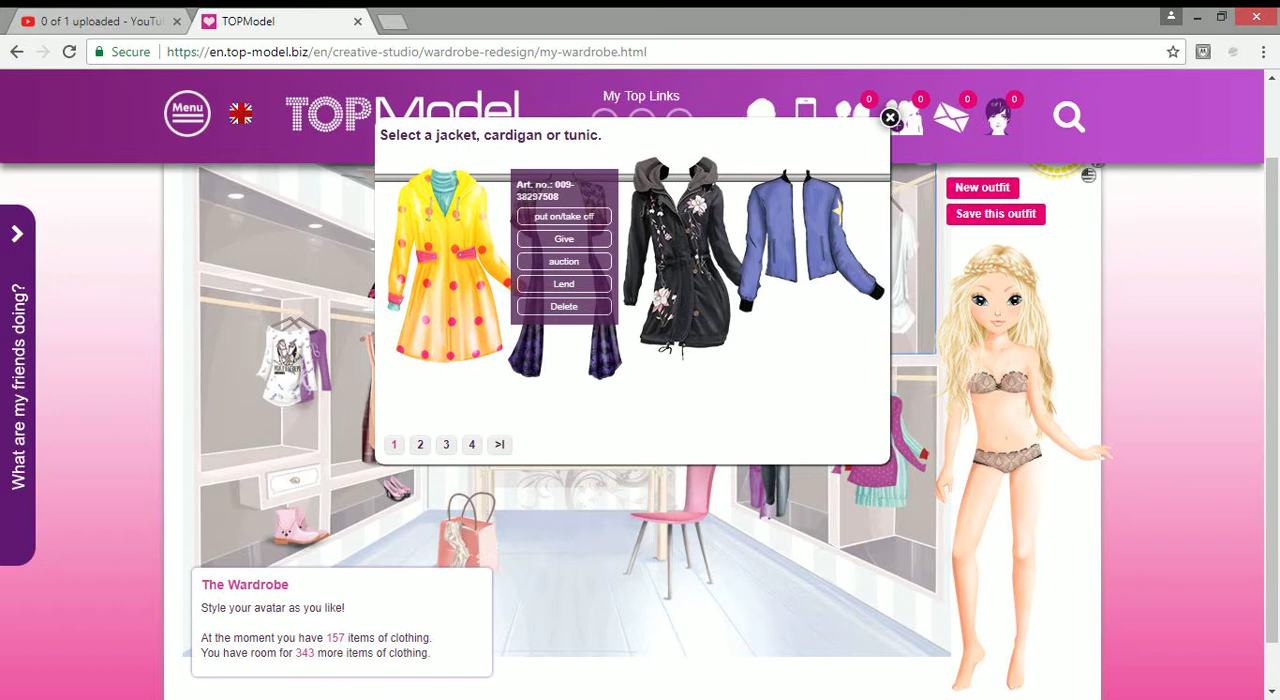 0 of 1 uploaded - YouTu
TOPModel
Secure
https://en.top-model.biz/en/creative-studio/wardrobe-redesign/my-wardrobe.html
Menu
TOPModel
My Top Links
0
0
0
0
Select a jacket, cardigan or tunic.
Art. no.: 009-
38297508
put on/take off
Give
auction
Lend
Delete
New outfit
Save this outfit
What are my friends doing?
1 2 3 4 >|
The Wardrobe
Style your avatar as you like!
At the moment you have 157 items of clothing.
You have room for 343 more items of clothing.